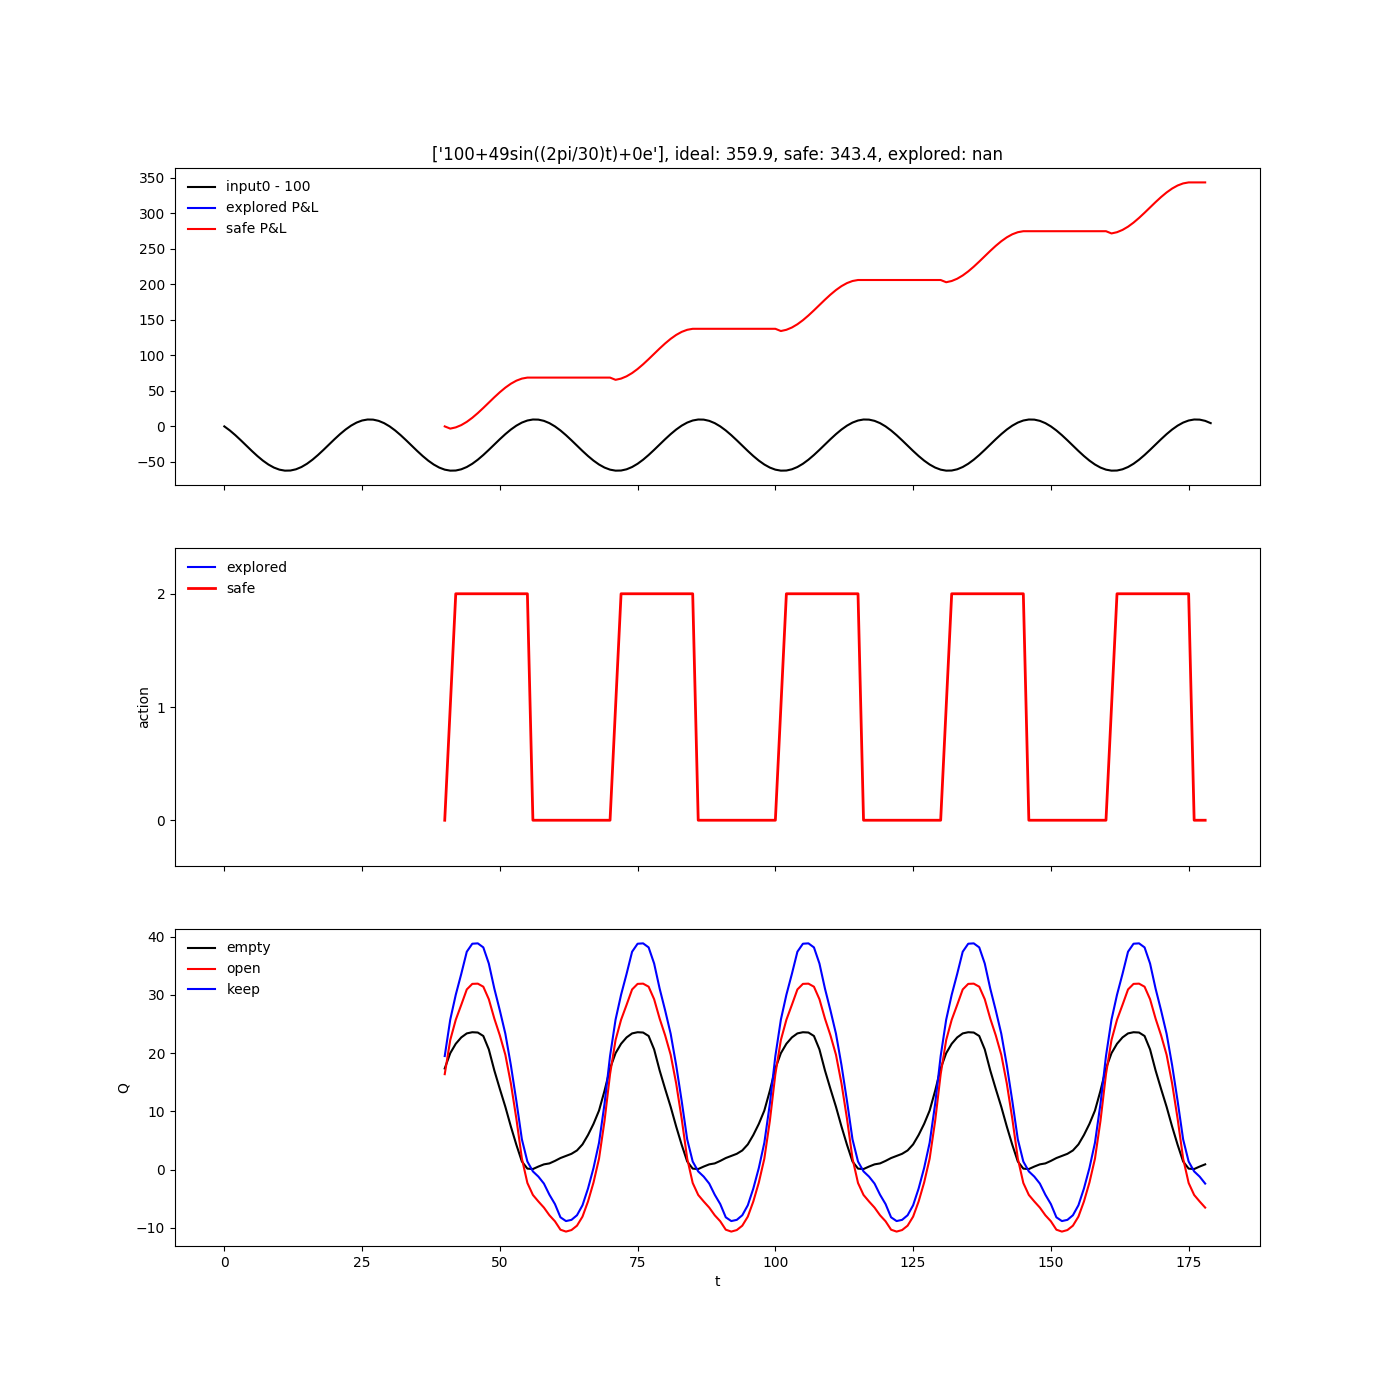 ['100+49sin((2pi/30)t)+0e'], ideal: 359.9, safe: 343.4, explored: nan
350
300
250
200
150
100
50
0
−50
input0 - 100
explored P&L
safe P&L
action
2
1
0
explored
safe
Q
40
30
20
10
0
−10
empty
open
keep
0 25 50 75 100 125 150 175
t